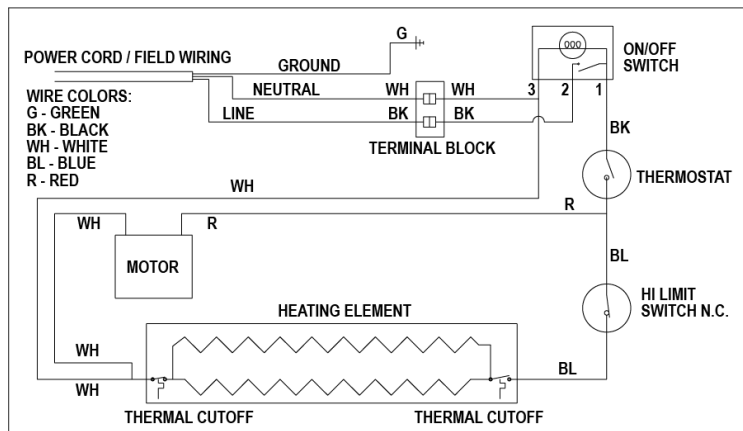 POWER CORD / FIELD WIRING
GROUND
G
ON/OFF
SWITCH
NEUTRAL
WH
WH
3
2
1
WIRE COLORS:
G - GREEN
BK - BLACK
WH - WHITE
BL - BLUE
R - RED
LINE
BK
BK
TERMINAL BLOCK
BK
THERMOSTAT
WH
R
WH
R
MOTOR
BL
HI LIMIT
SWITCH N.C.
HEATING ELEMENT
WH
WH
BL
THERMAL CUTOFF
THERMAL CUTOFF